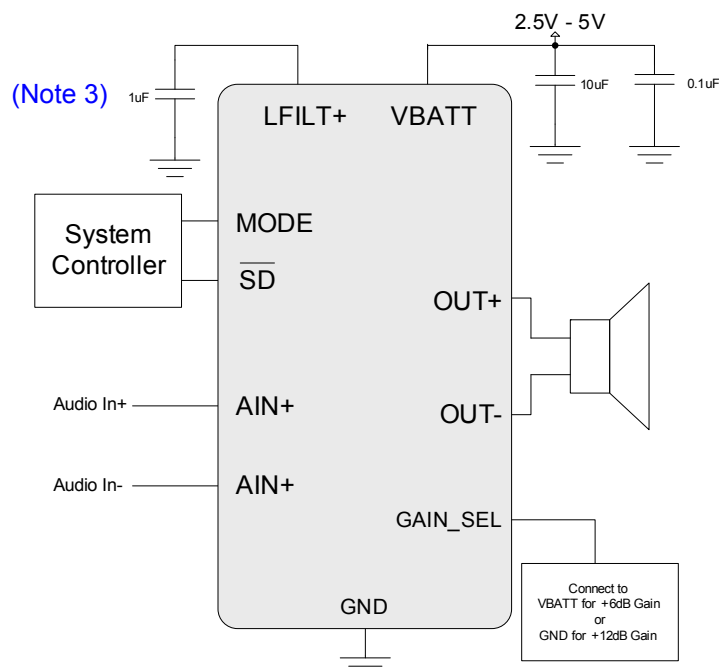 2.5V - 5V
(Note 3)
1uF
10uF
0.1uF
LFILT+
VBATT
System
Controller
MODE
SD
OUT+
Audio In+
AIN+
OUT-
Audio In-
AIN+
GAIN_SEL
Connect to
VBATT for +6dB Gain
or
GND for +12dB Gain
GND